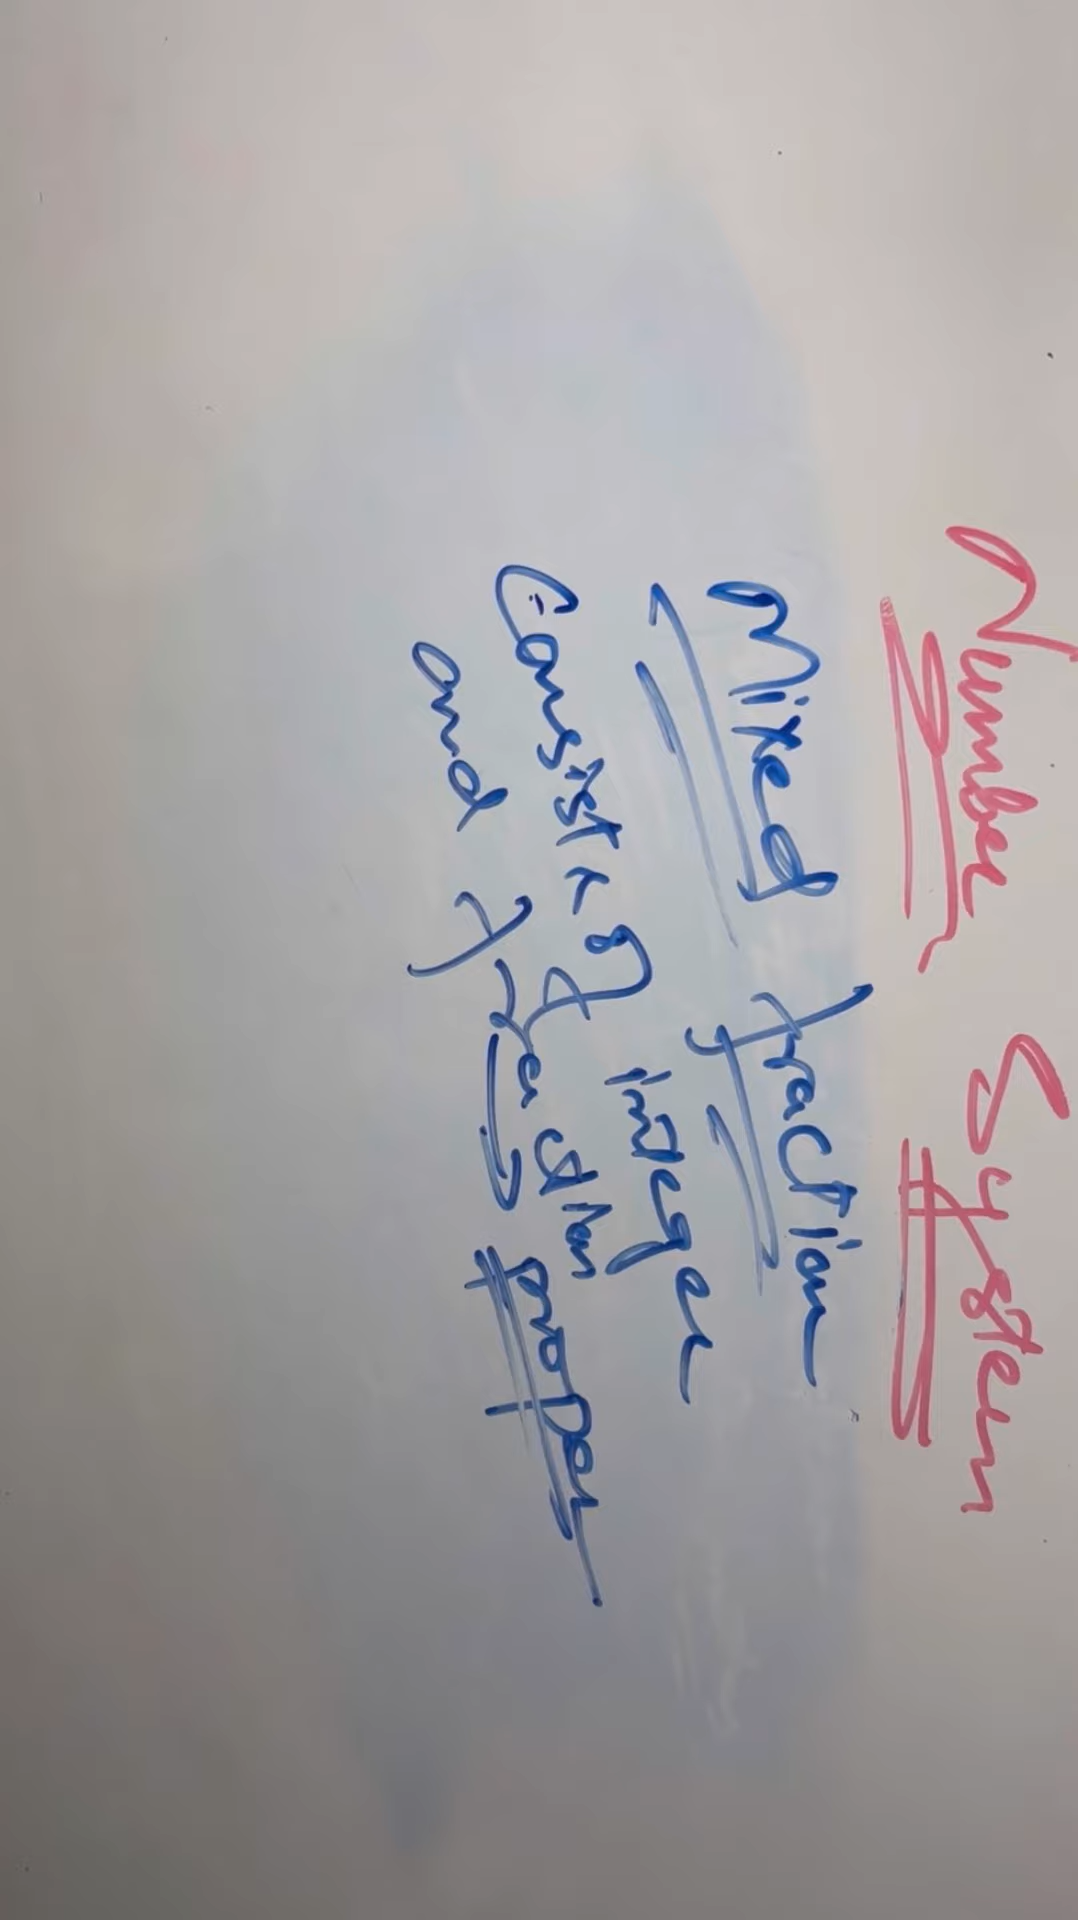 Number System
Mixed fraction
Consists of integer
and fraction proper